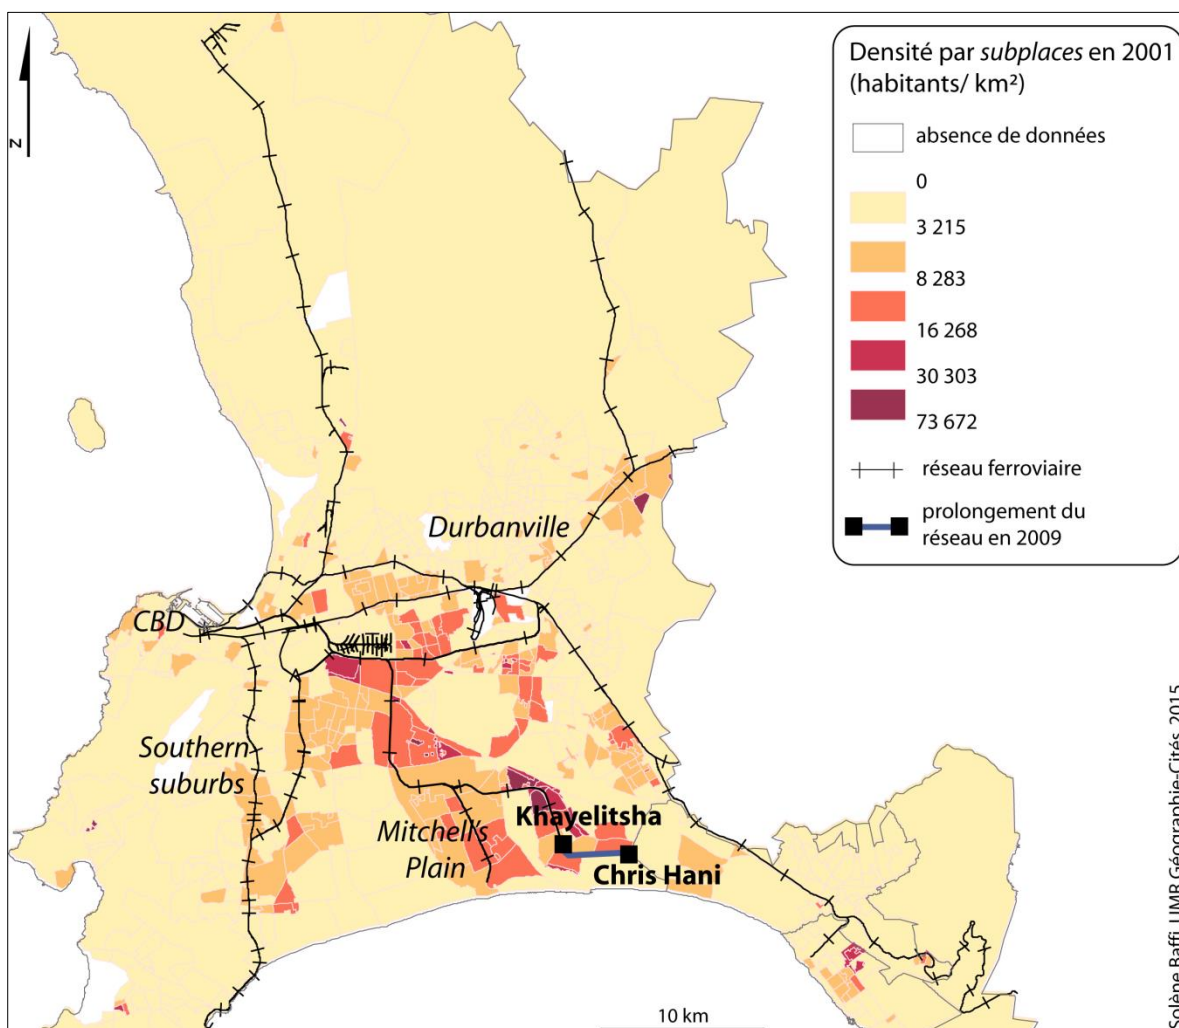 N
Densité par subplaces en 2001
(habitants/ km²)
absence de données
0
3 215
8 283
16 268
30 303
73 672
réseau ferroviaire
prolongement du
réseau en 2009
Durbanville
CBD
Southern
suburbs
Mitchell's
Plain
Khayelitsha
Chris Hani
10 km
Solène Baffi, UMR Géographie-Cités, 2015